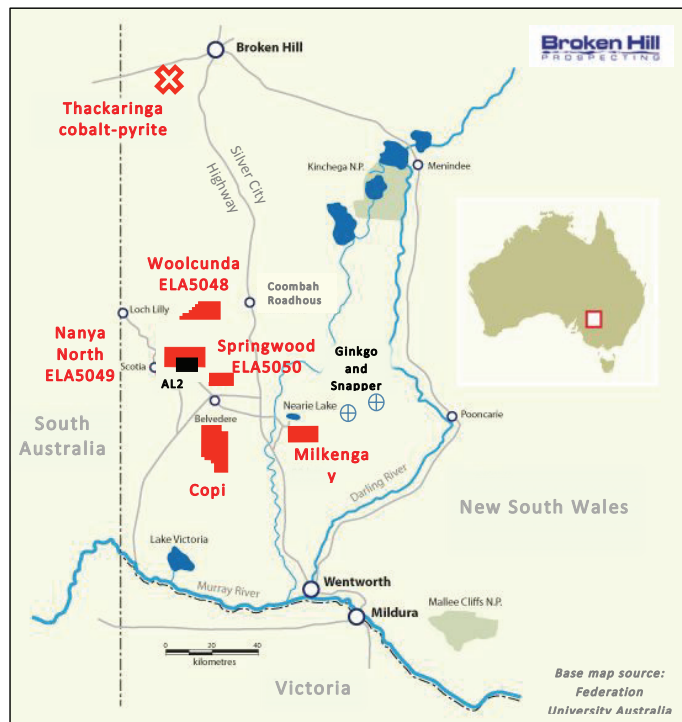 Broken Hill
Broken Hill
PROSPECTING
Thackaringa
cobalt-pyrite
Silver City
Highway
Kinchega N.P.
Menindee
Woolcunda
ELA5048
Coombah
Roadhous
Loch Lilly
Nanya
North
ELA5049
Scotia
AL2
Springwood
ELA5050
Ginkgo
and
Snapper
Belvedere
Nearie Lake
Pooncarie
South
Australia
Copi
Milkenga
y
Darling River
New South Wales
Lake Victoria
Murray River
Wentworth
Mildura
Mallee Cliffs N.P.
0 20 40
kilometres
Victoria
Base map source:
Federation
University Australia